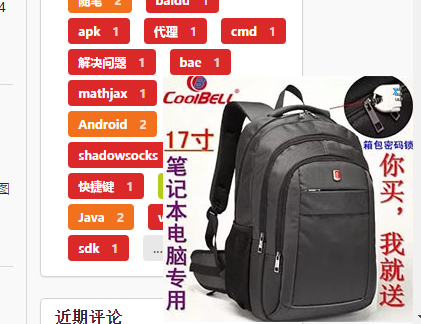 4
随笔 2 baidu 1
apk 1 代理 1 cmd 1
解决问题 1 bae 1
mathjax 1
Android 2
shadowsocks
快捷键 1
图
Java 2
sdk 1 ...
近期评论
COOLBELL
17寸
笔记本电脑专用
箱包密码锁
你买，我就送